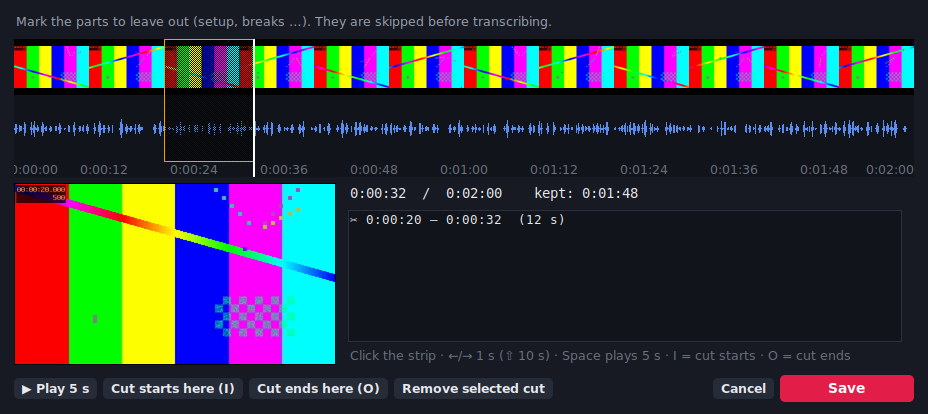 Mark the parts to leave out (setup, breaks ...). They are skipped before transcribing.
0:00:00 0:00:12 0:00:24 0:00:36 0:00:48 0:01:00 0:01:12 0:01:24 0:01:36 0:01:48 0:02:00
00:00:20.000
500
0:00:32 / 0:02:00 kept: 0:01:48
✂ 0:00:20 – 0:00:32 (12 s)
Click the strip · ←/→ 1 s (⇧ 10 s) · Space plays 5 s · I = cut starts · O = cut ends
▶ Play 5 s Cut starts here (I) Cut ends here (O) Remove selected cut Cancel Save